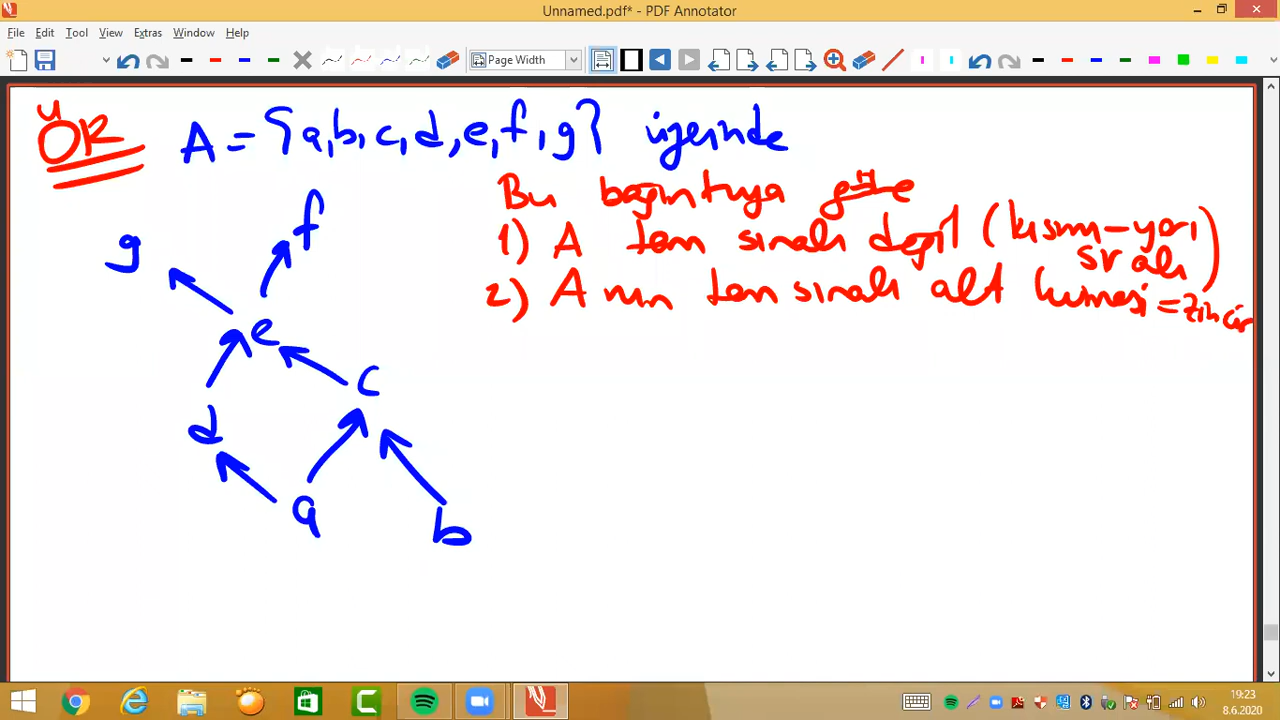 Unnamed.pdf* - PDF Annotator
File Edit Tool View Extras Window Help
Page Width
ÖR A = {a,b,c,d,e,f,g} üzerinde
Bu bağıntıya göre
1) A tam sıralı değil (kısmı-yarı sıralı)
2) A nın tam sıralı alt kümesi = zincir
f
g
e
c
d
a
b
19:23
8.6.2020